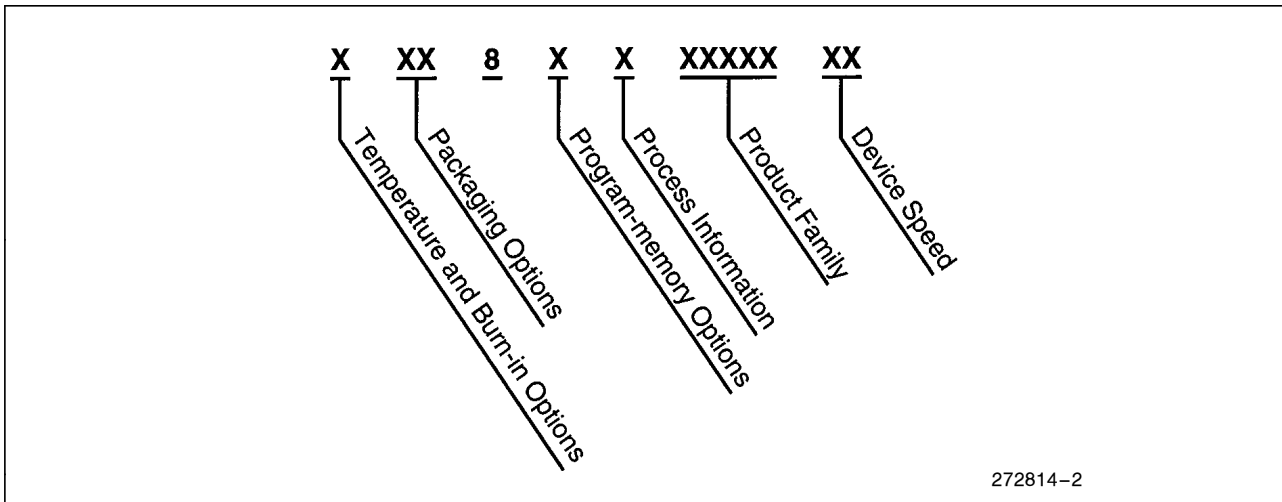 X XX 8 X X XXXXX XX
Temperature and Burn-in Options
Packaging Options
Program-memory Options
Process Information
Product Family
Device Speed
272814–2